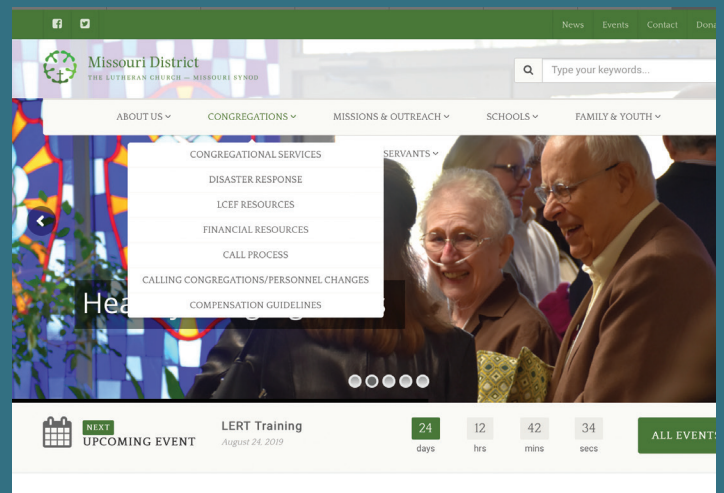 News Events Contact
Missouri District
THE LUTHERAN CHURCH — MISSOURI SYNOD
Type your keywords...
ABOUT US CONGREGATIONS MISSIONS & OUTREACH SCHOOLS FAMILY & YOUTH
CONGREGATIONAL SERVICES
SERVANTS
DISASTER RESPONSE
LCEF RESOURCES
FINANCIAL RESOURCES
CALL PROCESS
CALLING CONGREGATIONS/PERSONNEL CHANGES
COMPENSATION GUIDELINES
NEXT
UPCOMING EVENT
LERT Training
August 24, 2019
24 12 42 34
days hrs mins secs
ALL EVENTS